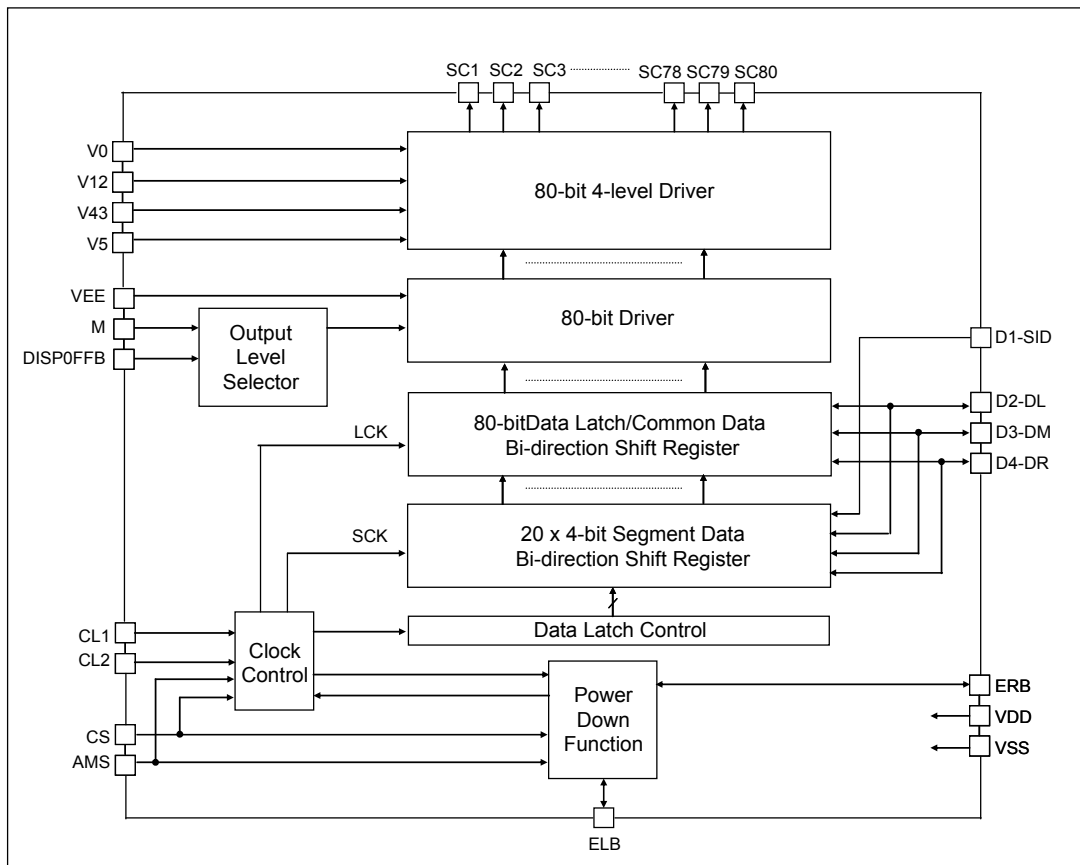 SC1 SC2 SC3 SC78 SC79 SC80
V0
V12
V43
V5
80-bit 4-level Driver
VEE
M
DISP0FFB
Output
Level
Selector
80-bit Driver
D1-SID
D2-DL
D3-DM
D4-DR
LCK
80-bitData Latch/Common Data
Bi-direction Shift Register
SCK
20 x 4-bit Segment Data
Bi-direction Shift Register
CL1
CL2
Clock
Control
Data Latch Control
CS
AMS
Power
Down
Function
ERB
VDD
VSS
ELB